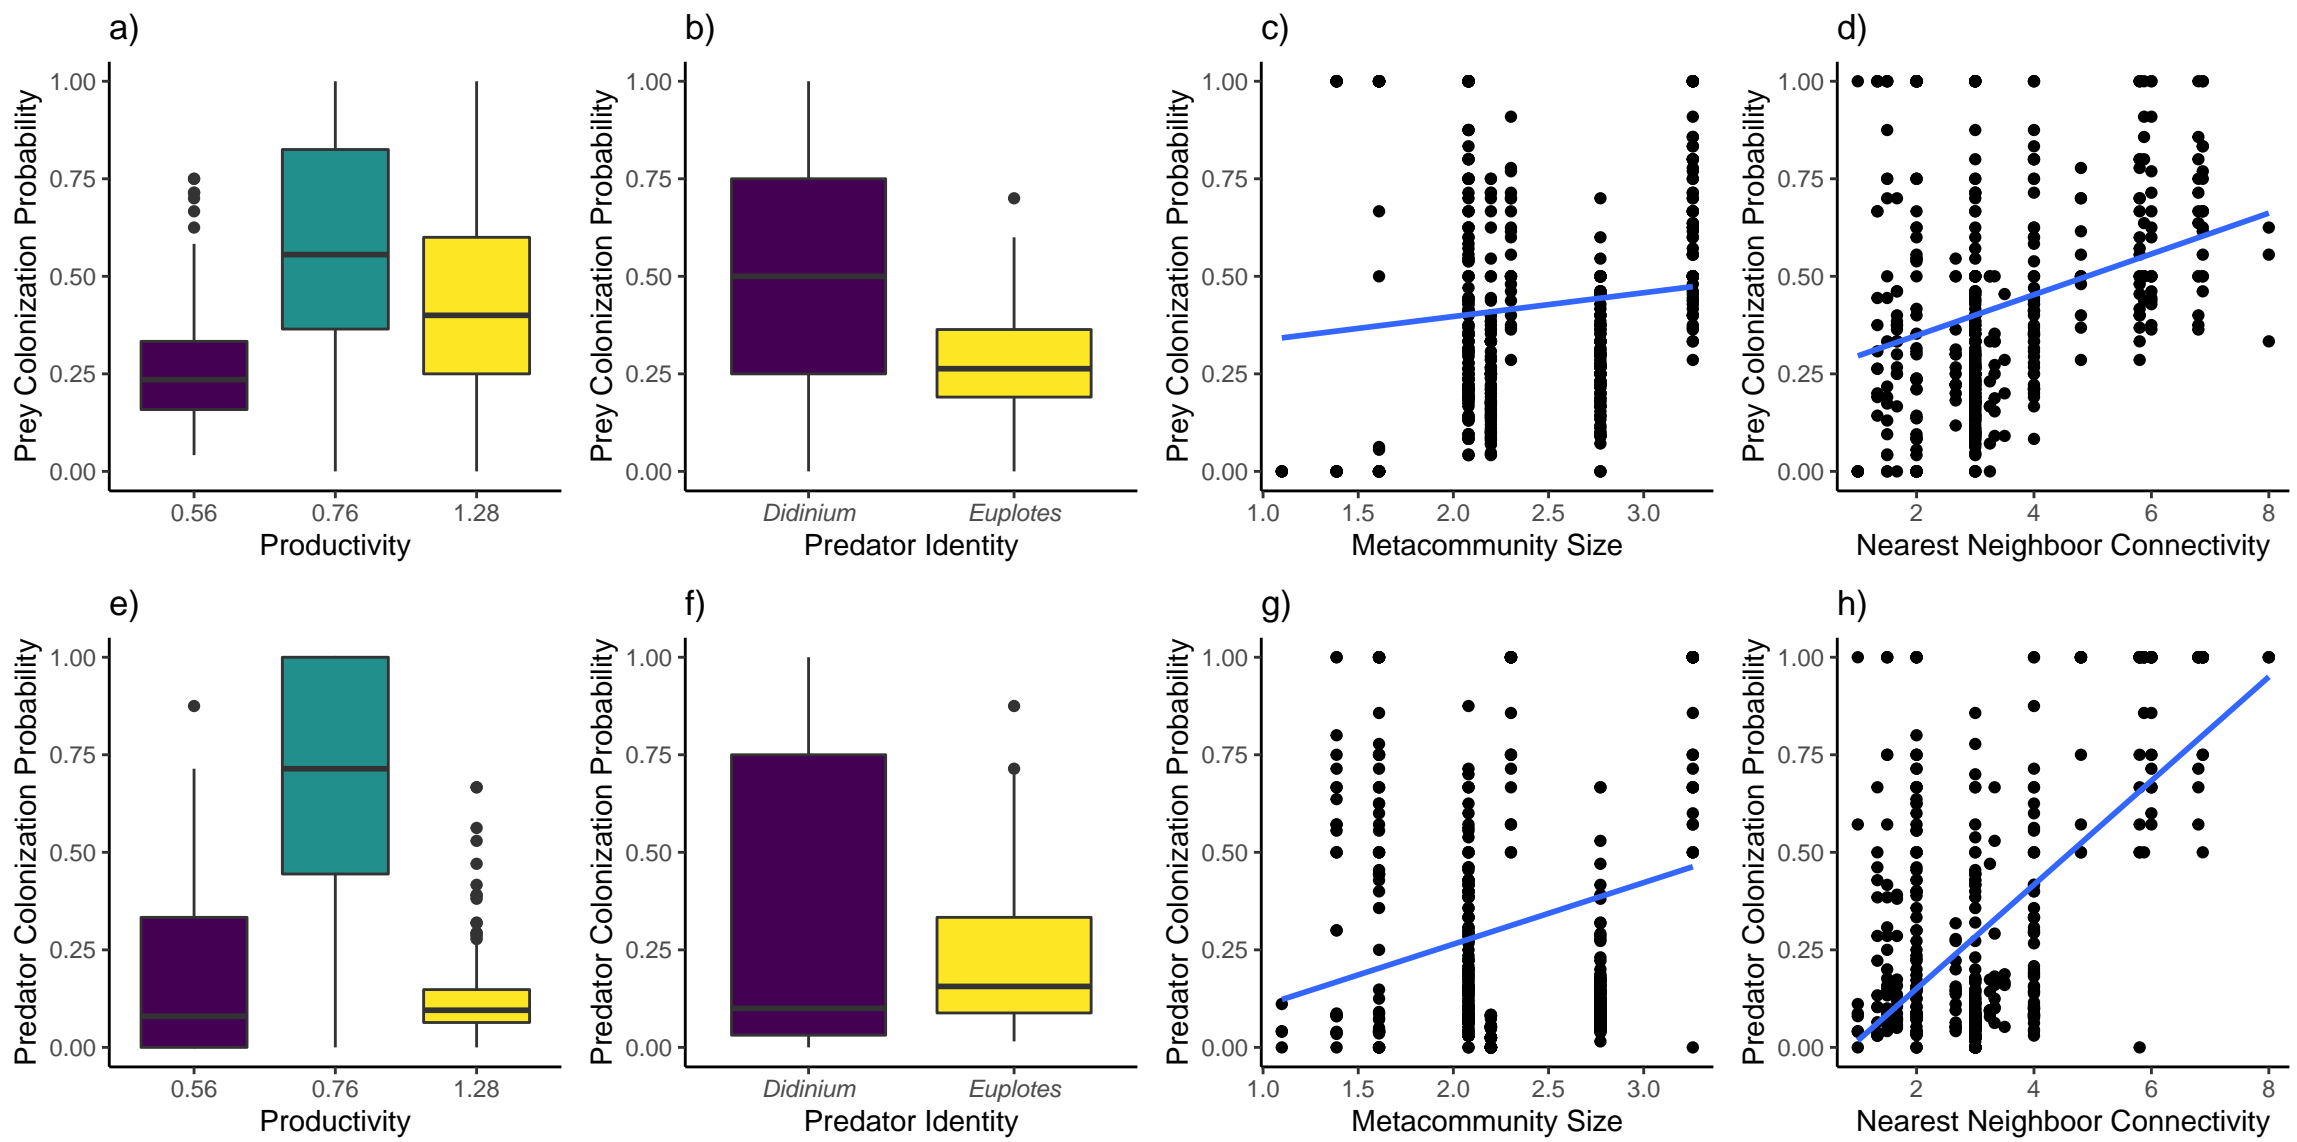 a)
Prey Colonization Probability
1.00
0.75
0.50
0.25
0.00
0.56 0.76 1.28
Productivity
b)
Prey Colonization Probability
1.00
0.75
0.50
0.25
0.00
Didinium Euplotes
Predator Identity
c)
Prey Colonization Probability
1.00
0.75
0.50
0.25
0.00
1.0 1.5 2.0 2.5 3.0
Metacommunity Size
d)
Prey Colonization Probability
1.00
0.75
0.50
0.25
0.00
2 4 6 8
Nearest Neighboor Connectivity
e)
Predator Colonization Probability
1.00
0.75
0.50
0.25
0.00
0.56 0.76 1.28
Productivity
f)
Predator Colonization Probability
1.00
0.75
0.50
0.25
0.00
Didinium Euplotes
Predator Identity
g)
Predator Colonization Probability
1.00
0.75
0.50
0.25
0.00
1.0 1.5 2.0 2.5 3.0
Metacommunity Size
h)
Predator Colonization Probability
1.00
0.75
0.50
0.25
0.00
2 4 6 8
Nearest Neighboor Connectivity